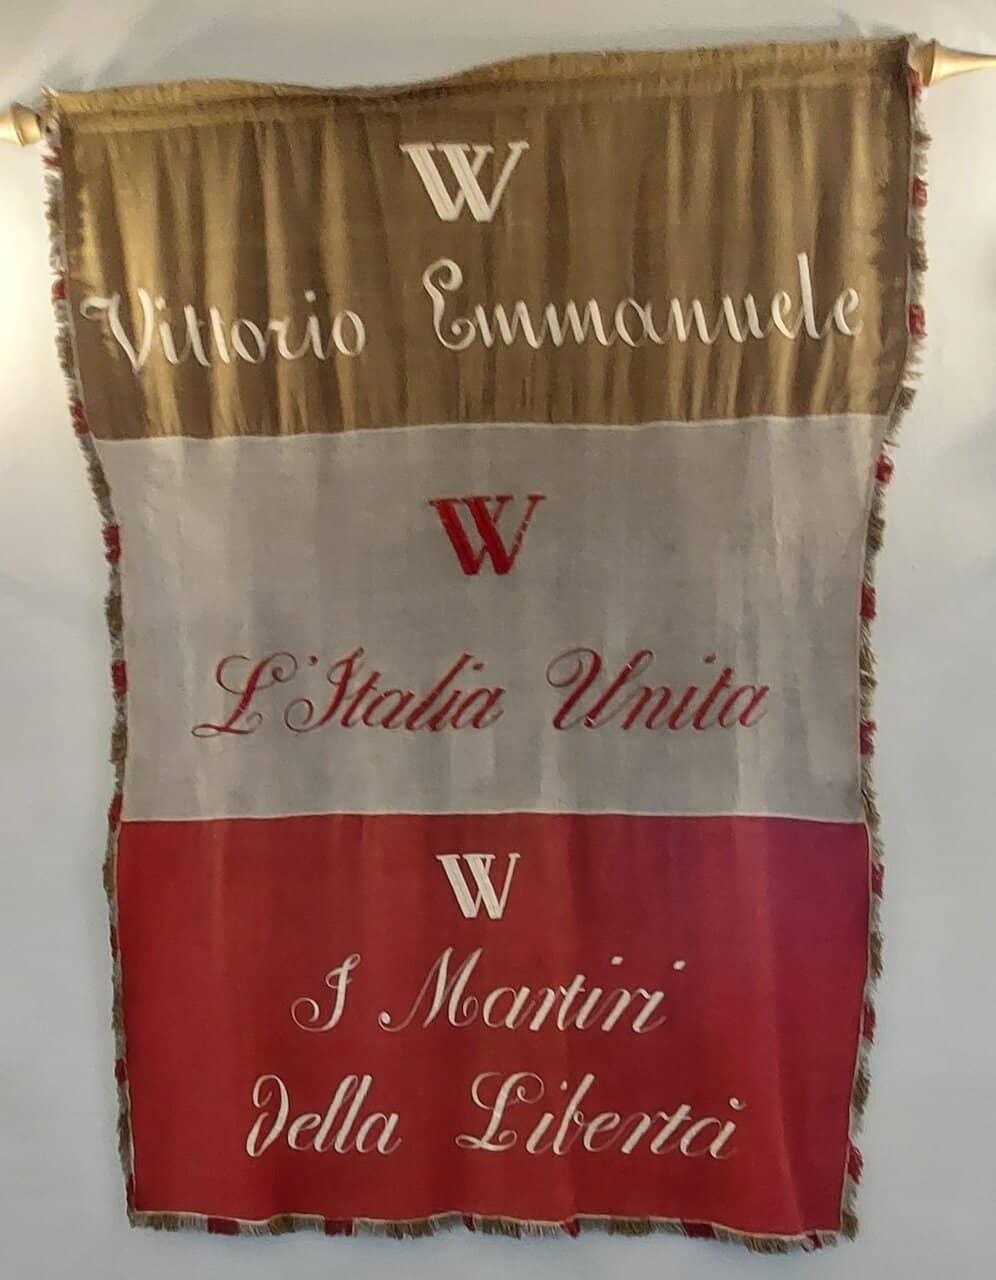 W
Vittorio Emmanuele
W
L'Italia Unita
W
I Martiri
della Libertà